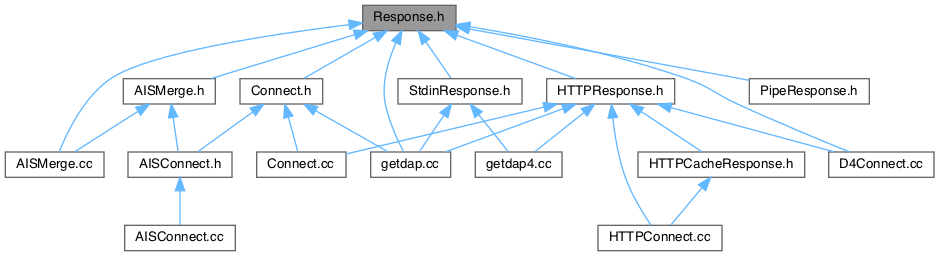 Response.h
AISMerge.h
Connect.h
StdinResponse.h
HTTPResponse.h
PipeResponse.h
AISMerge.cc
AISConnect.h
Connect.cc
getdap.cc
getdap4.cc
HTTPCacheResponse.h
D4Connect.cc
AISConnect.cc
HTTPConnect.cc